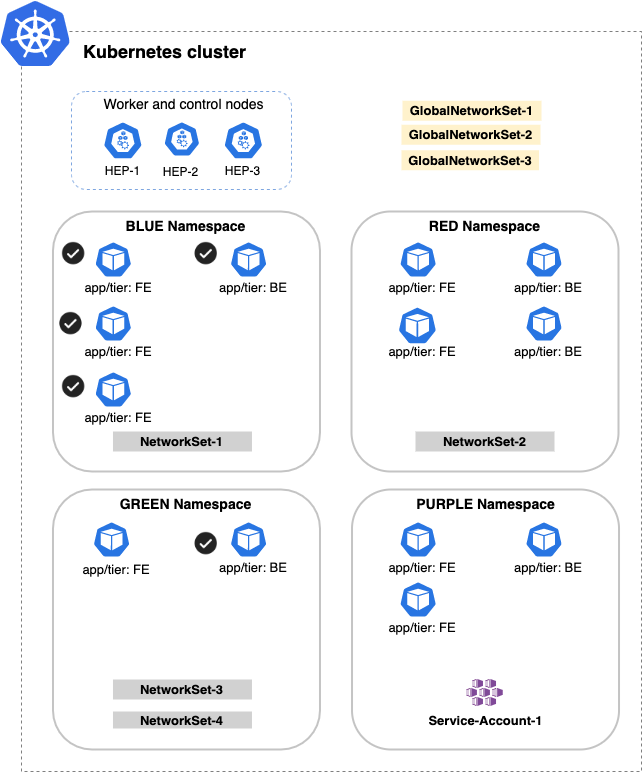 Kubernetes cluster
Worker and control nodes
HEP-1 HEP-2 HEP-3
GlobalNetworkSet-1
GlobalNetworkSet-2
GlobalNetworkSet-3
BLUE Namespace
app/tier: FE app/tier: BE
app/tier: FE
app/tier: FE
NetworkSet-1
RED Namespace
app/tier: FE app/tier: BE
app/tier: FE app/tier: BE
NetworkSet-2
GREEN Namespace
app/tier: FE app/tier: BE
NetworkSet-3
NetworkSet-4
PURPLE Namespace
app/tier: FE app/tier: BE
app/tier: FE
Service-Account-1